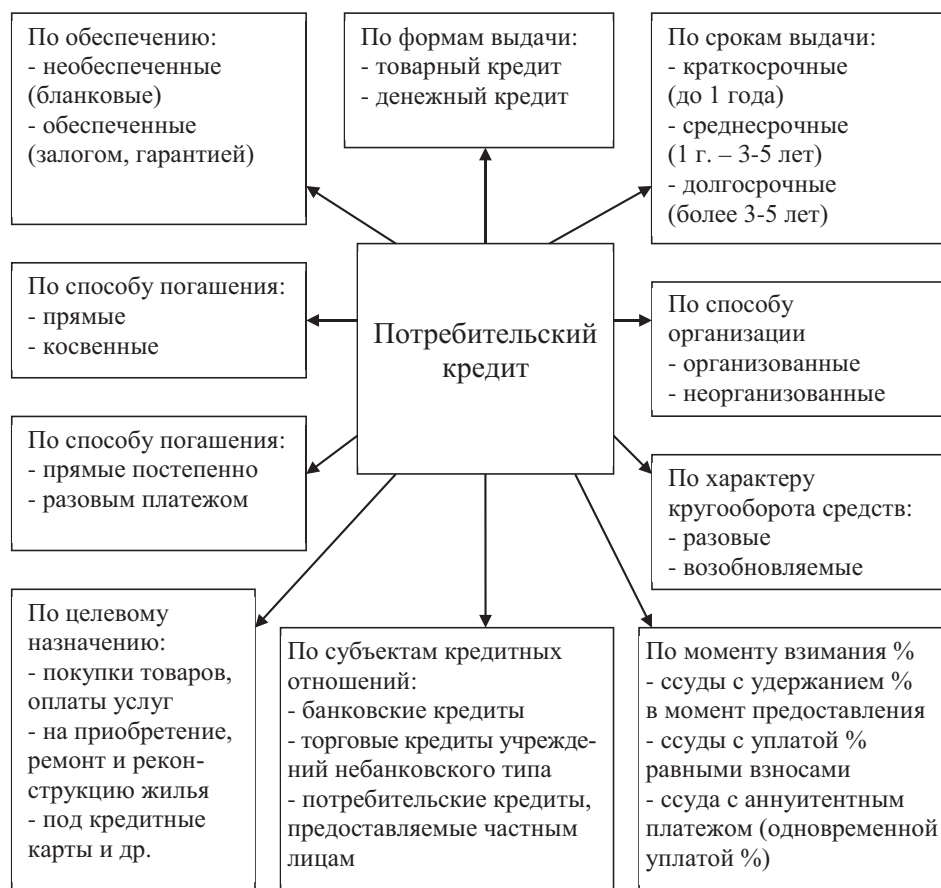 По обеспечению:
- необеспеченные
(бланковые)
- обеспеченные
(залогом, гарантией)
По формам выдачи:
- товарный кредит
- денежный кредит
По срокам выдачи:
- краткосрочные
(до 1 года)
- среднесрочные
(1 г. – 3-5 лет)
- долгосрочные
(более 3-5 лет)
По способу погашения:
- прямые
- косвенные
Потребительский
кредит
По способу
организации
- организованные
- неорганизованные
По способу погашения:
- прямые постепенно
- разовым платежом
По характеру
кругооборота средств:
- разовые
- возобновляемые
По целевому
назначению:
- покупки товаров,
оплаты услуг
- на приобретение,
ремонт и рекон-
струкцию жилья
- под кредитные
карты и др.
По субъектам кредитных
отношений:
- банковские кредиты
- торговые кредиты учрежде-
ний небанковского типа
- потребительские кредиты,
предоставляемые частным
лицам
По моменту взимания %
- ссуды с удержанием %
в момент предоставления
- ссуды с уплатой %
равными взносами
- ссуда с аннуитентным
платежом (одновременной
уплатой %)